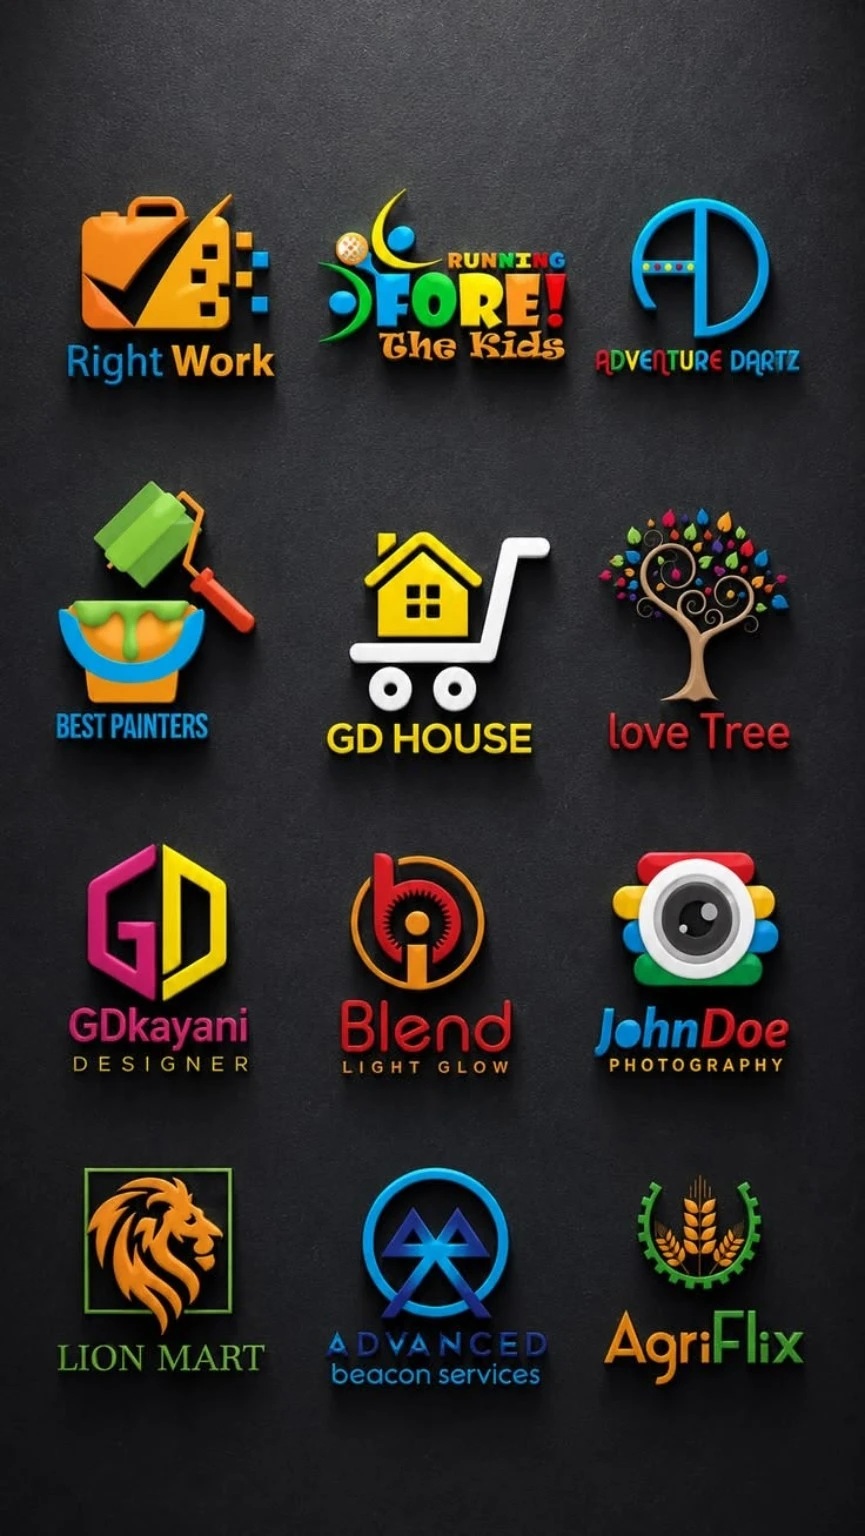 Right Work
RUNNING
FORE!
The Kids
ADVENTURE DARTZ
BEST PAINTERS
GD HOUSE
love Tree
GD
GDkayani
DESIGNER
Blend
LIGHT GLOW
JohnDoe
PHOTOGRAPHY
LION MART
ADVANCED
beacon services
AgriFlix